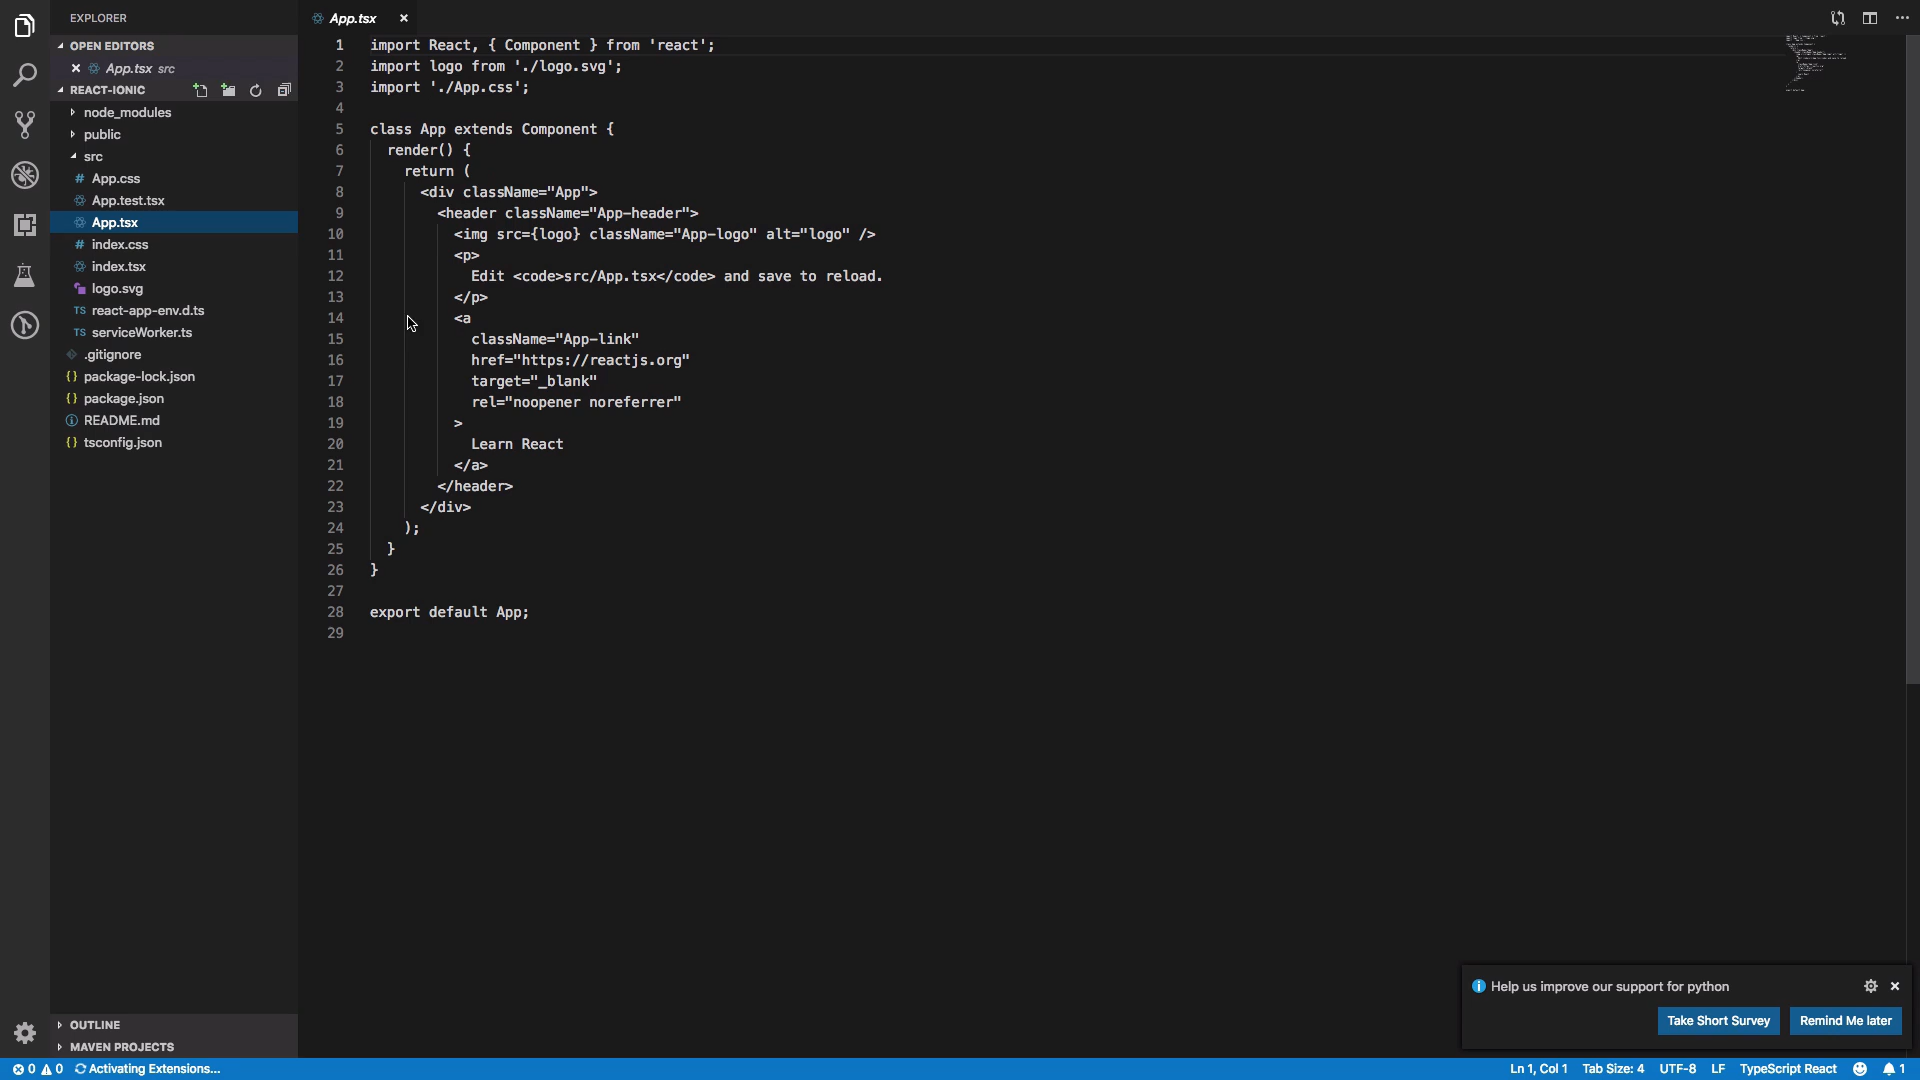 EXPLORER
OPEN EDITORS
App.tsx src
REACT-IONIC
node_modules
public
src
# App.css
App.test.tsx
App.tsx
# index.css
index.tsx
logo.svg
TS react-app-env.d.ts
TS serviceWorker.ts
.gitignore
{} package-lock.json
{} package.json
README.md
{} tsconfig.json
OUTLINE
MAVEN PROJECTS
App.tsx
1 import React, { Component } from 'react';
2 import logo from './logo.svg';
3 import './App.css';
4
5 class App extends Component {
6   render() {
7     return (
8       <div className="App">
9         <header className="App-header">
10          <img src={logo} className="App-logo" alt="logo" />
11          <p>
12            Edit <code>src/App.tsx</code> and save to reload.
13          </p>
14          <a
15            className="App-link"
16            href="https://reactjs.org"
17            target="_blank"
18            rel="noopener noreferrer"
19          >
20            Learn React
21          </a>
22        </header>
23      </div>
24    );
25  }
26 }
27
28 export default App;
29
Help us improve our support for python
Take Short Survey Remind Me later
0 0 Activating Extensions... Ln 1, Col 1 Tab Size: 4 UTF-8 LF TypeScript React 1